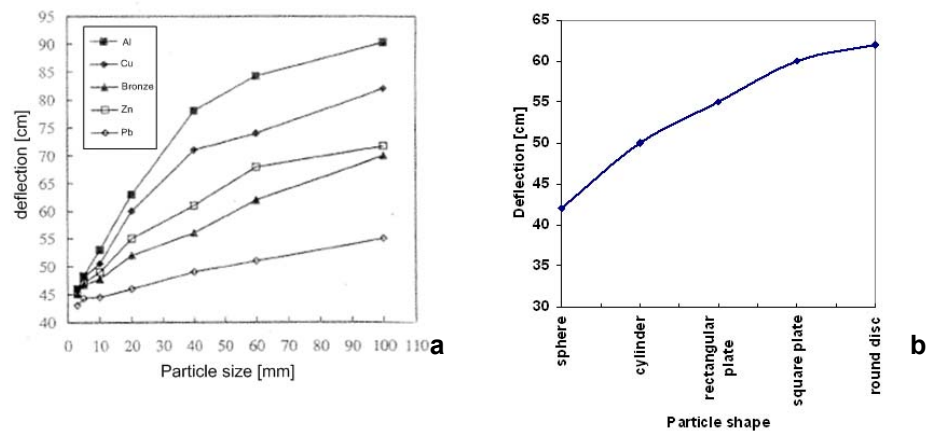 95
90
85
80
75
70
65
60
55
50
45
40
deflection [cm]
Al
Cu
Bronze
Zn
Pb
0 10 20 30 40 50 60 70 80 90 100 110
Particle size [mm]
a
65
60
55
50
45
40
35
30
Deflection [cm]
sphere
cylinder
rectangular
plate
square plate
round disc
Particle shape
b